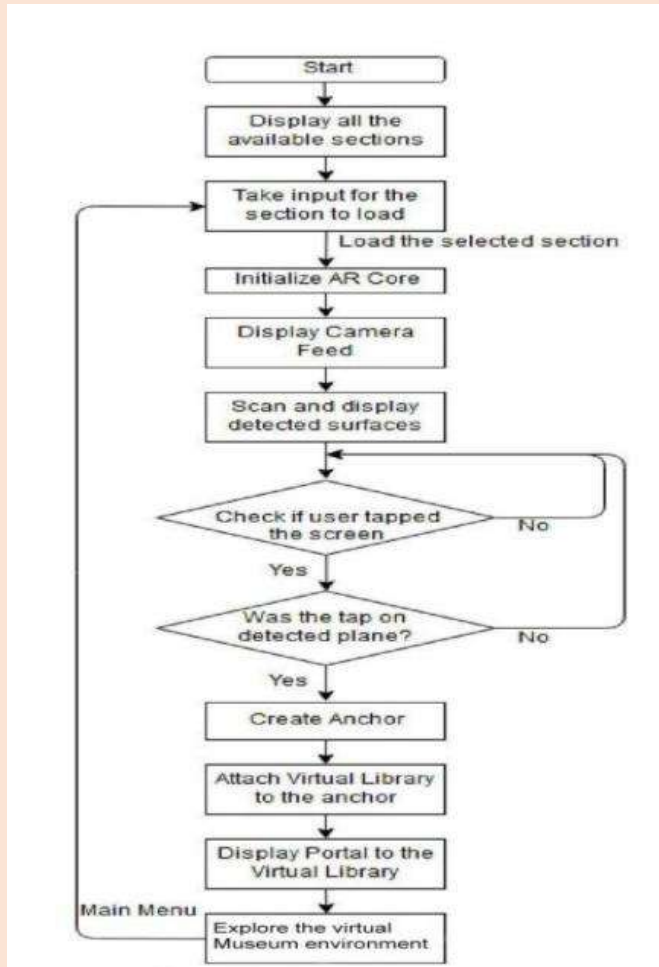 Start
Display all the
available sections
Take input for the
section to load
Load the selected section
Initialize AR Core
Display Camera
Feed
Scan and display
detected surfaces
Check if user tapped
the screen
No
Yes
Was the tap on
detected plane?
No
Yes
Create Anchor
Attach Virtual Library
to the anchor
Display Portal to the
Virtual Library
Main Menu
Explore the virtual
Museum environment